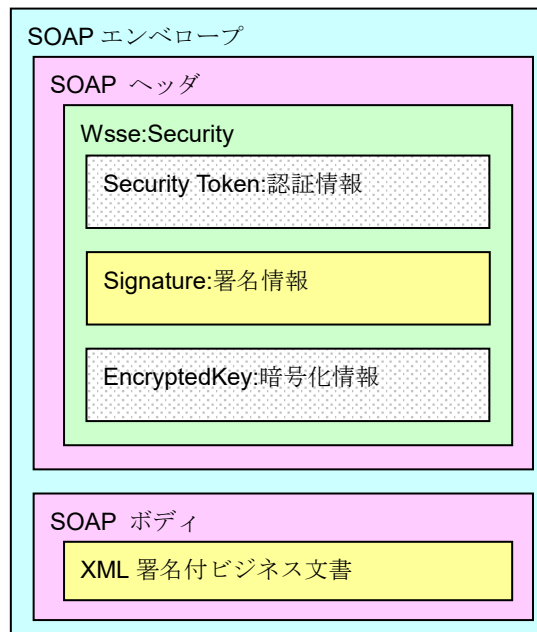 SOAP エンベロープ
SOAP ヘッダ
Wsse:Security
Security Token:認証情報
Signature:署名情報
EncryptedKey:暗号化情報
SOAP ボディ
XML 署名付ビジネス文書